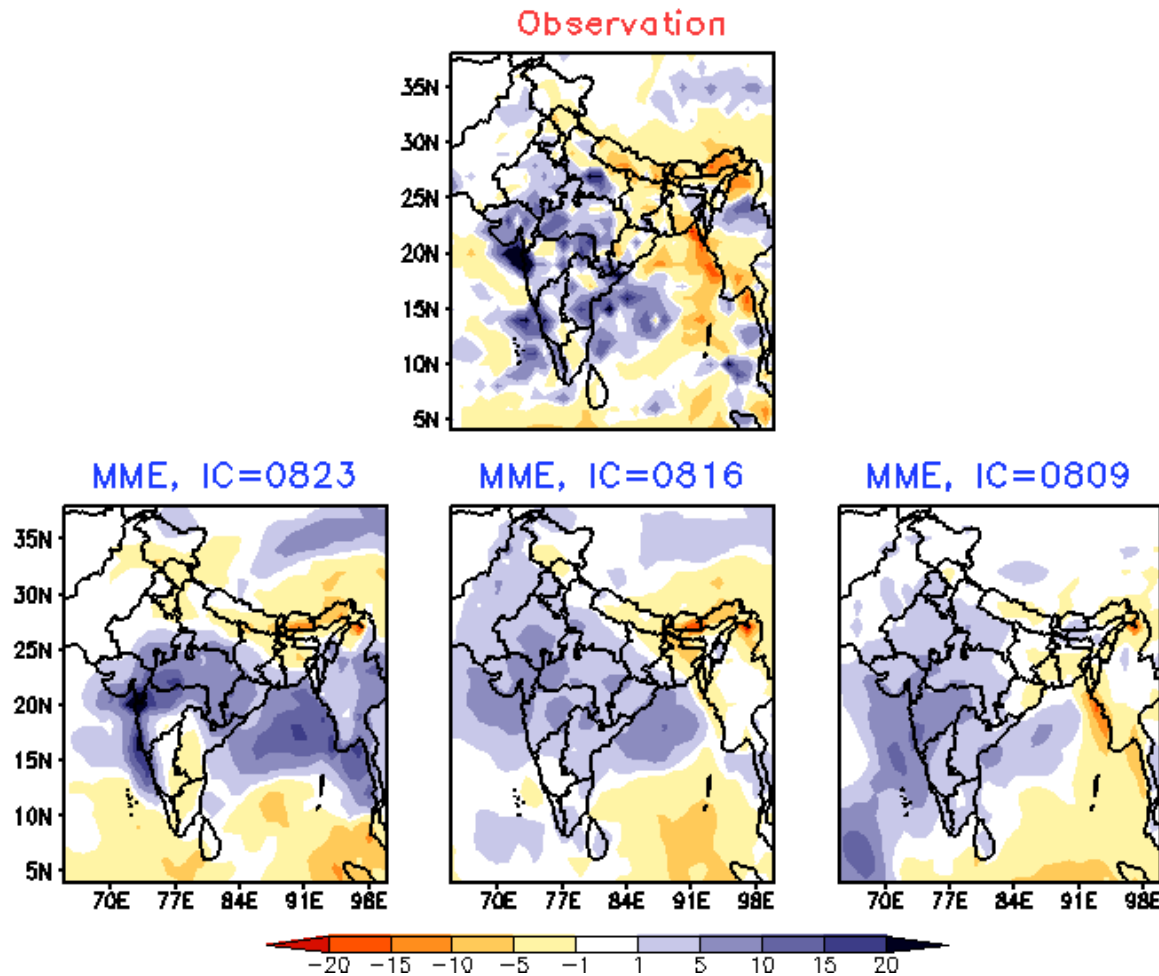 Observation
35N
30N
25N
20N
15N
10N
5N
MME, IC=0823 MME, IC=0816 MME, IC=0809
35N
30N
25N
20N
15N
10N
5N
70E 77E 84E 91E 98E 70E 77E 84E 91E 98E 70E 77E 84E 91E 98E
-20 -15 -10 -5 -1 1 5 10 15 20